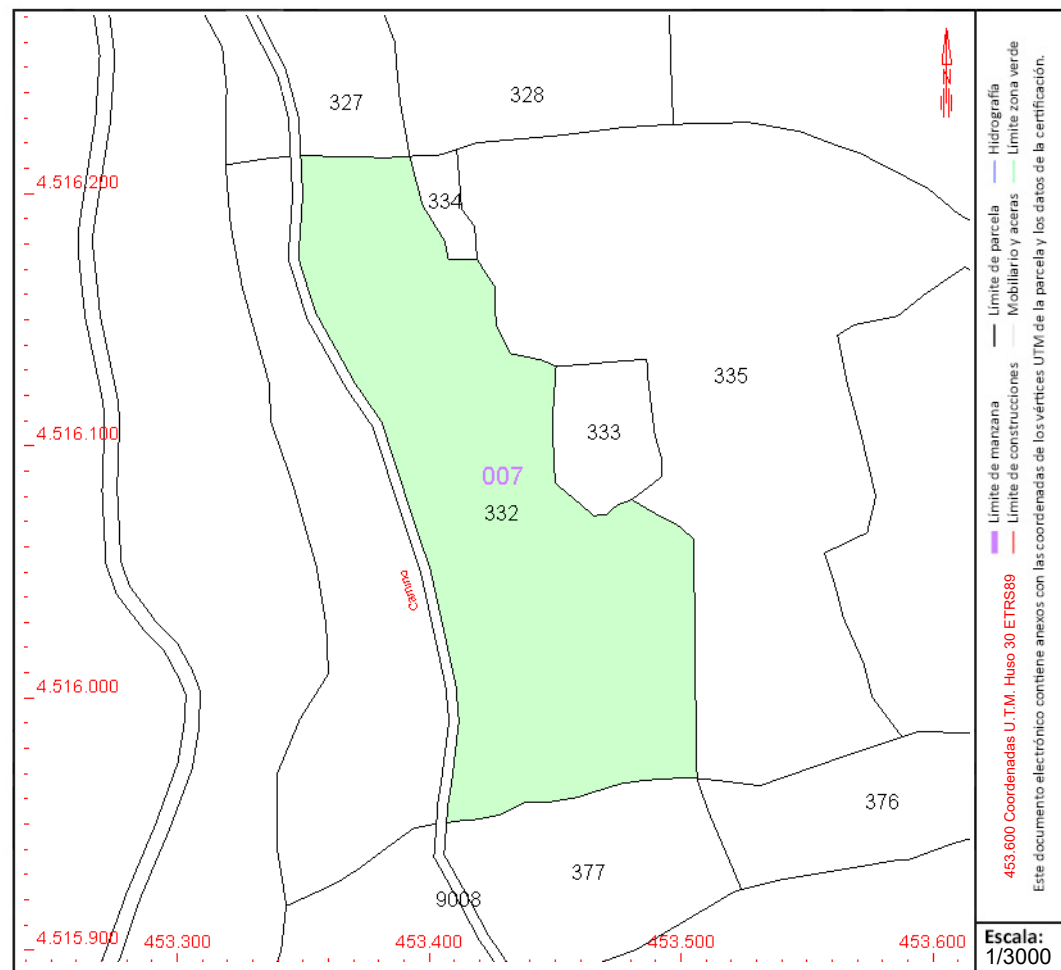 327
328
4.516.200
334
335
4.516.100
333
007
332
Camino
4.516.000
376
377
9008
4.515.900
453.300
453.400
453.500
453.600
N
Límite de manzana
Límite de parcela
Hidrografía
Límite de construcciones
Mobiliario y aceras
Límite zona verde
453.600 Coordenadas U.T.M. Huso 30 ETRS89
Este documento electrónico contiene anexos con las coordenadas de los vértices UTM de la parcela y los datos de la certificación.
Escala:
1/3000